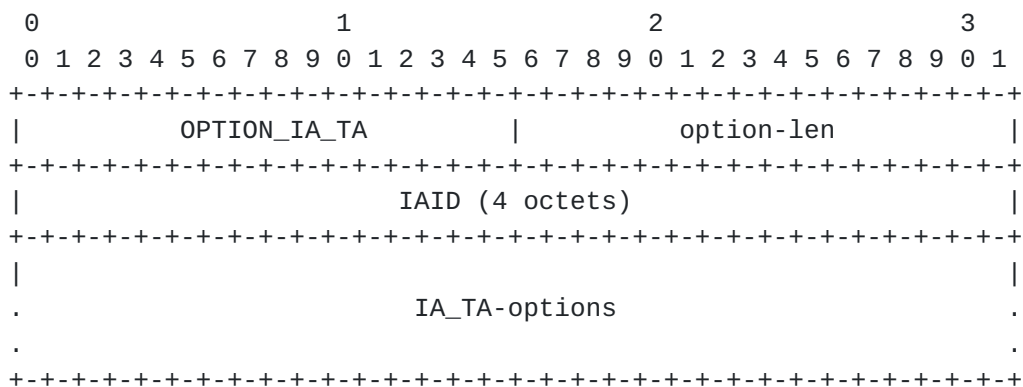 0                   1                   2                   3
 0 1 2 3 4 5 6 7 8 9 0 1 2 3 4 5 6 7 8 9 0 1 2 3 4 5 6 7 8 9 0 1
+-+-+-+-+-+-+-+-+-+-+-+-+-+-+-+-+-+-+-+-+-+-+-+-+-+-+-+-+-+-+-+-+
|          OPTION_IA_TA         |          option-len           |
+-+-+-+-+-+-+-+-+-+-+-+-+-+-+-+-+-+-+-+-+-+-+-+-+-+-+-+-+-+-+-+-+
|                        IAID (4 octets)                        |
+-+-+-+-+-+-+-+-+-+-+-+-+-+-+-+-+-+-+-+-+-+-+-+-+-+-+-+-+-+-+-+-+
|                                                               |
.                         IA_TA-options                         .
.                                                               .
+-+-+-+-+-+-+-+-+-+-+-+-+-+-+-+-+-+-+-+-+-+-+-+-+-+-+-+-+-+-+-+-+